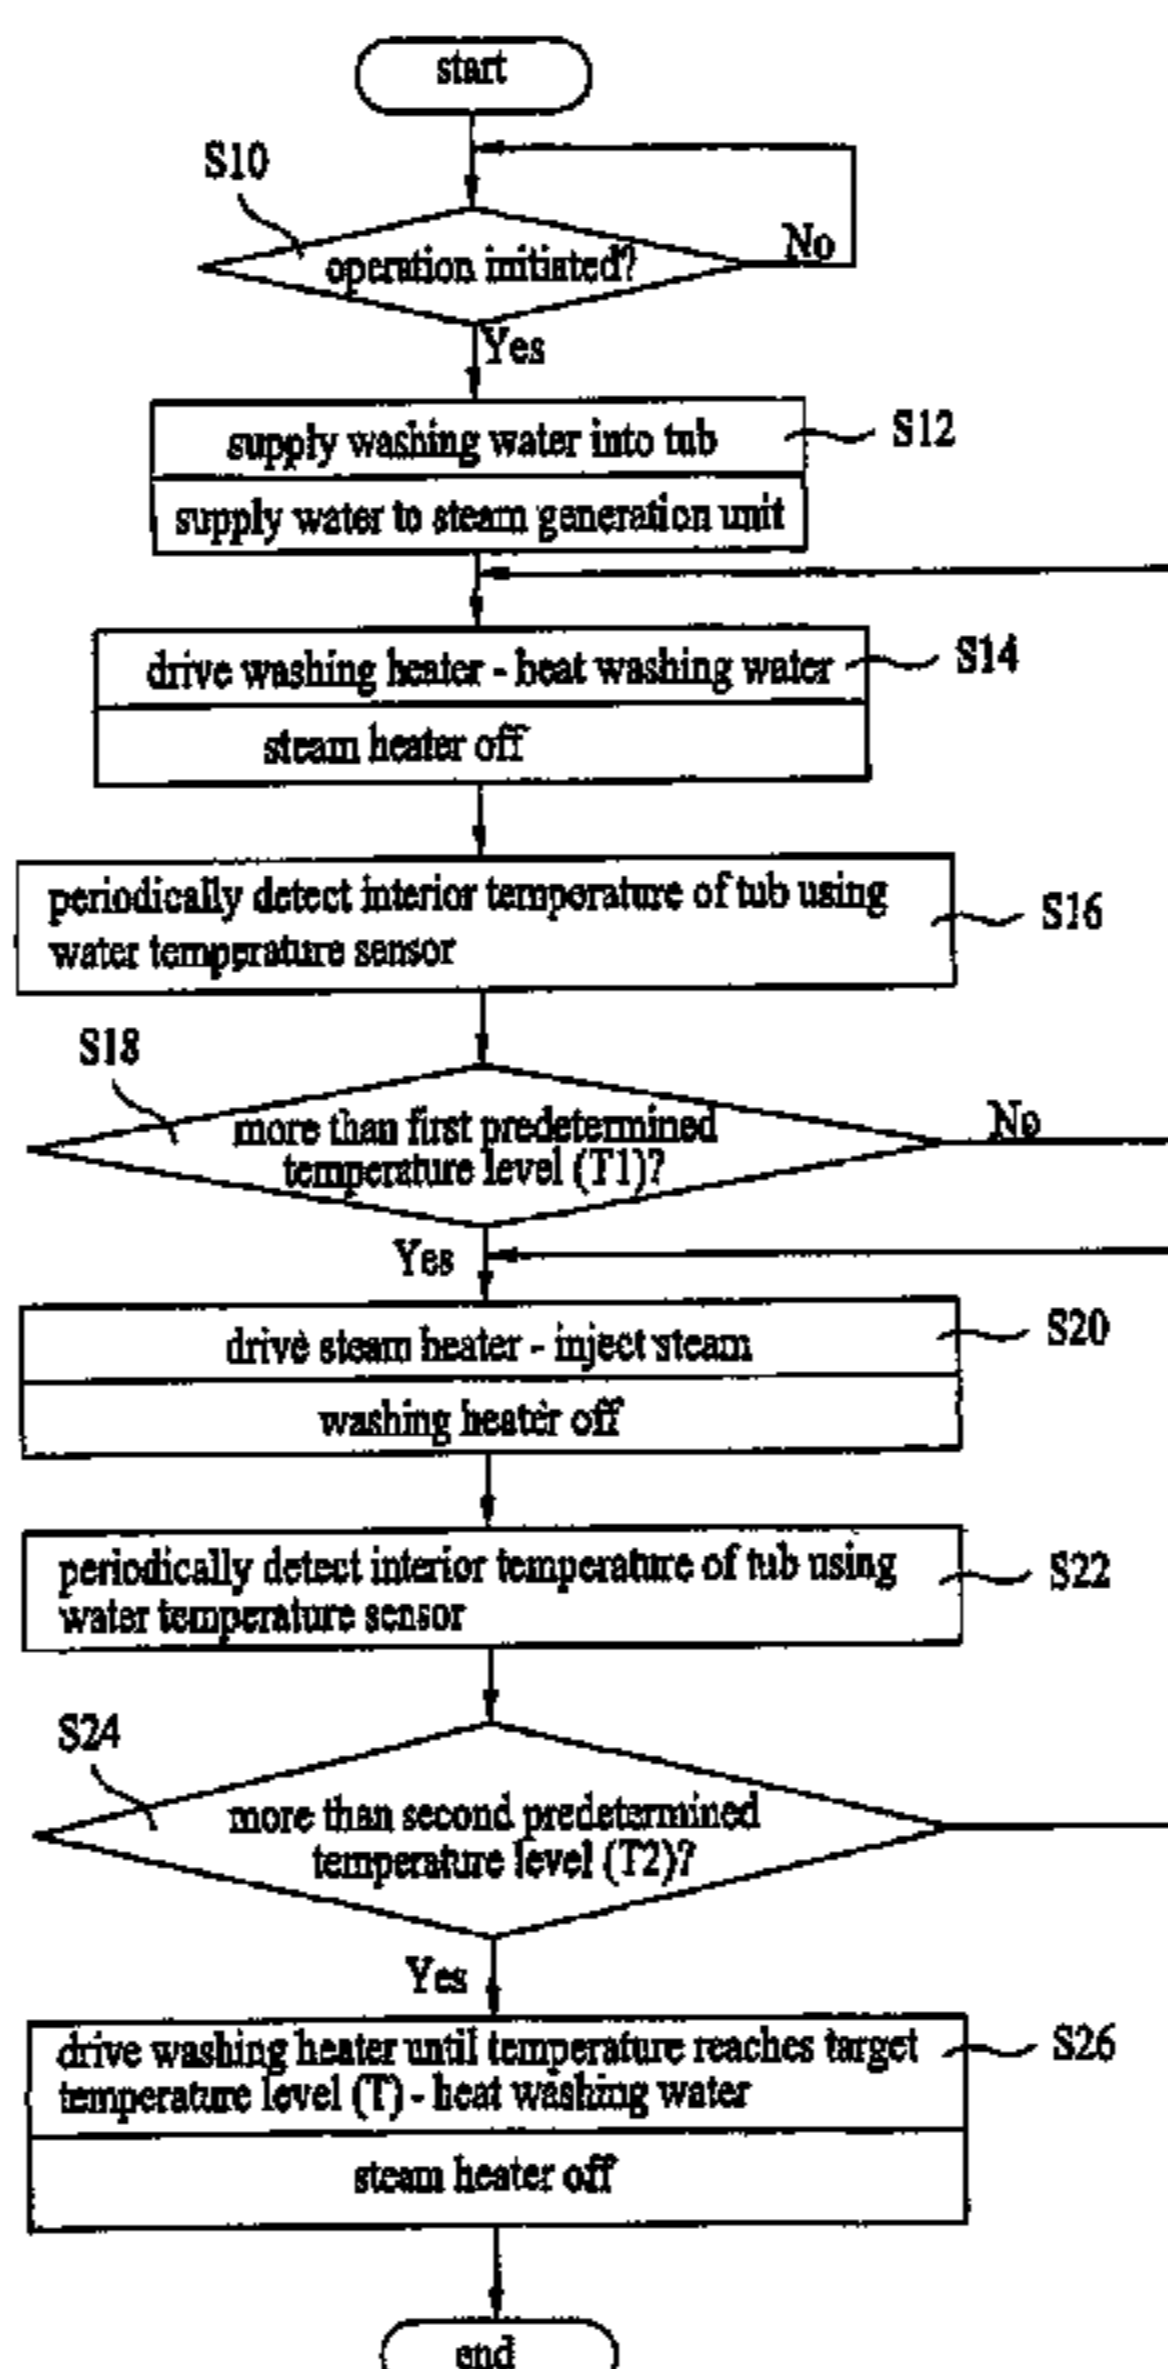 start
S10
operation initiated?
No
Yes
supply washing water into tub
S12
supply water to steam generation unit
drive washing heater - heat washing water
S14
steam heater off
periodically detect interior temperature of tub using
water temperature sensor
S16
S18
more than first predetermined
temperature level (T1)?
No
Yes
drive steam heater - inject steam
S20
washing heater off
periodically detect interior temperature of tub using
water temperature sensor
S22
S24
more than second predetermined
temperature level (T2)?
Yes
drive washing heater until temperature reaches target
temperature level (T) - heat washing water
S26
steam heater off
end